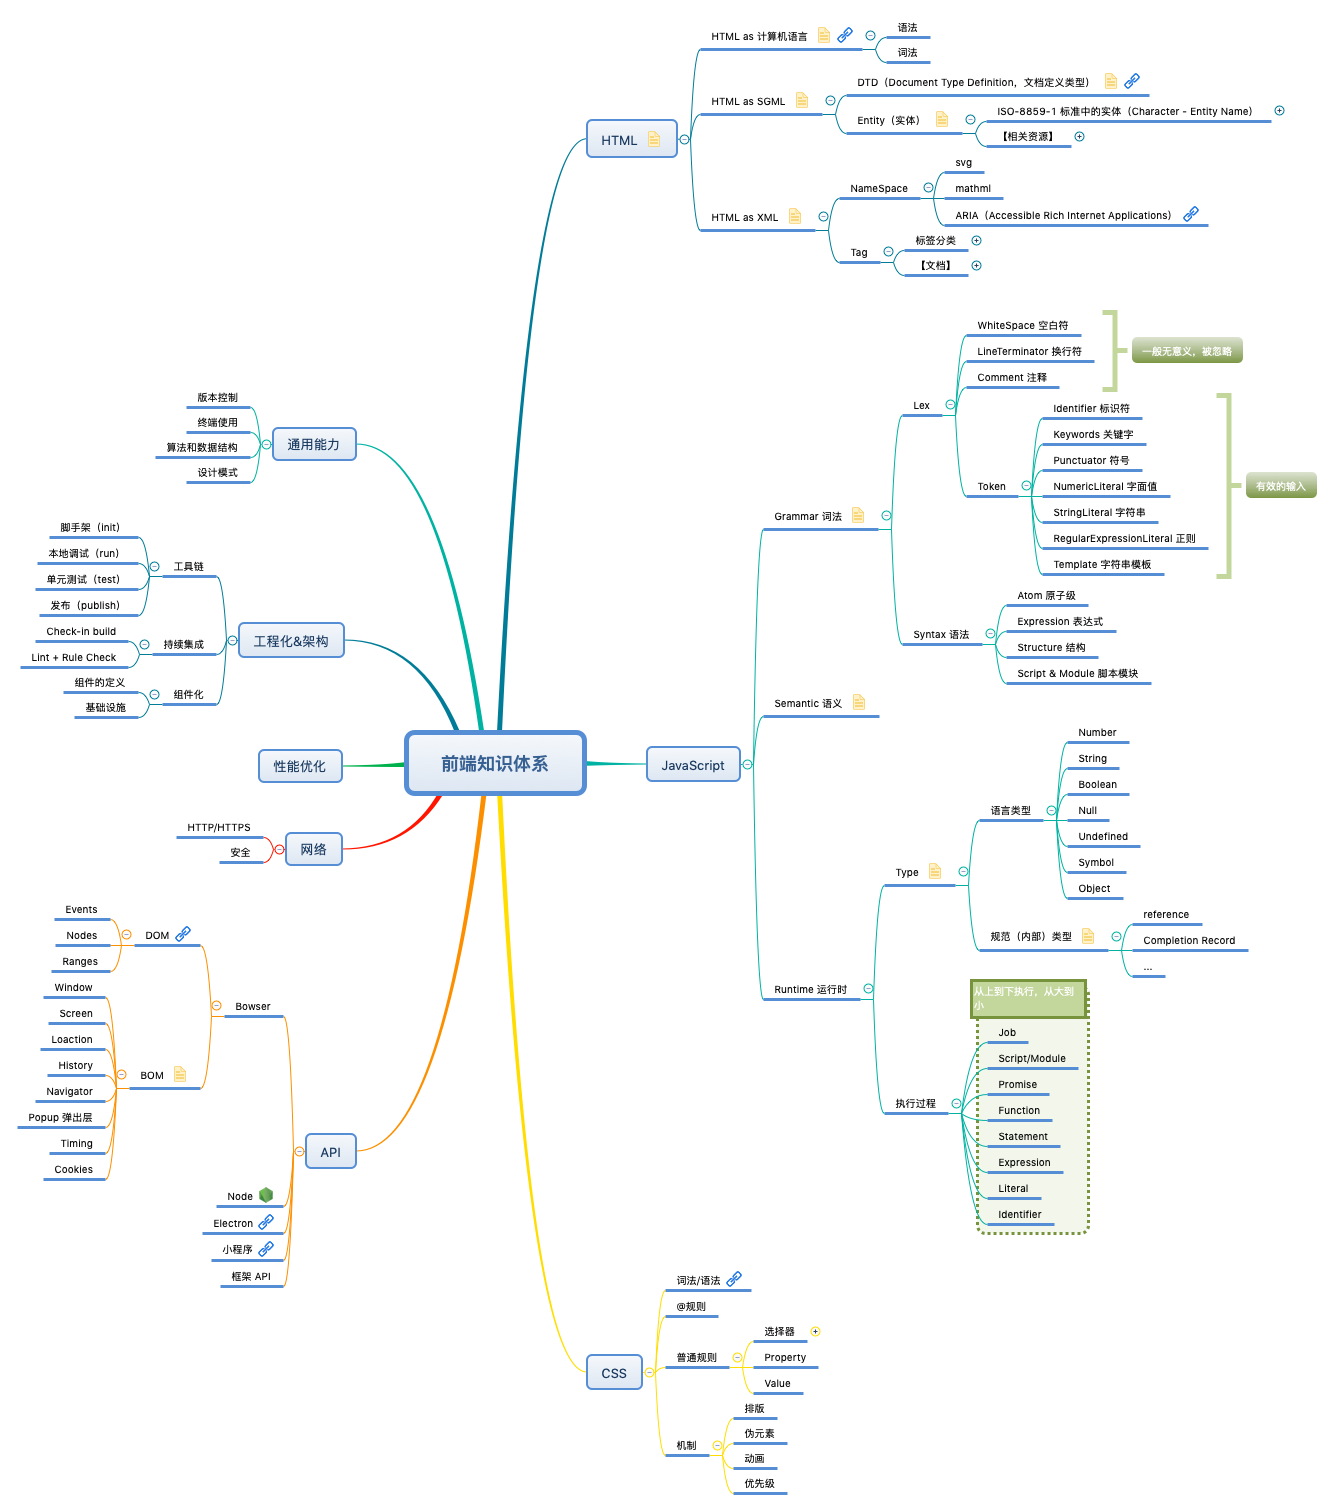 前端知识体系
HTML
HTML as 计算机语言
语法
词法
HTML as SGML
DTD（Document Type Definition，文档定义类型）
Entity（实体）
ISO-8859-1 标准中的实体（Character - Entity Name）
【相关资源】
HTML as XML
NameSpace
svg
mathml
ARIA（Accessible Rich Internet Applications）
Tag
标签分类
【文档】
JavaScript
Grammar 词法
Lex
WhiteSpace 空白符
LineTerminator 换行符
Comment 注释
一般无意义，被忽略
Token
Identifier 标识符
Keywords 关键字
Punctuator 符号
NumericLiteral 字面值
StringLiteral 字符串
RegularExpressionLiteral 正则
Template 字符串模板
有效的输入
Syntax 语法
Atom 原子级
Expression 表达式
Structure 结构
Script & Module 脚本模块
Semantic 语义
Runtime 运行时
Type
语言类型
Number
String
Boolean
Null
Undefined
Symbol
Object
规范（内部）类型
reference
Completion Record
...
执行过程
从上到下执行，从大到
小
Job
Script/Module
Promise
Function
Statement
Expression
Literal
Identifier
CSS
词法/语法
@规则
普通规则
选择器
Property
Value
机制
排版
伪元素
动画
优先级
通用能力
版本控制
终端使用
算法和数据结构
设计模式
工程化&架构
工具链
脚手架（init）
本地调试（run）
单元测试（test）
发布（publish）
持续集成
Check-in build
Lint + Rule Check
组件化
组件的定义
基础设施
性能优化
网络
HTTP/HTTPS
安全
API
Bowser
DOM
Events
Nodes
Ranges
BOM
Window
Screen
Loaction
History
Navigator
Popup 弹出层
Timing
Cookies
Node
Electron
小程序
框架 API